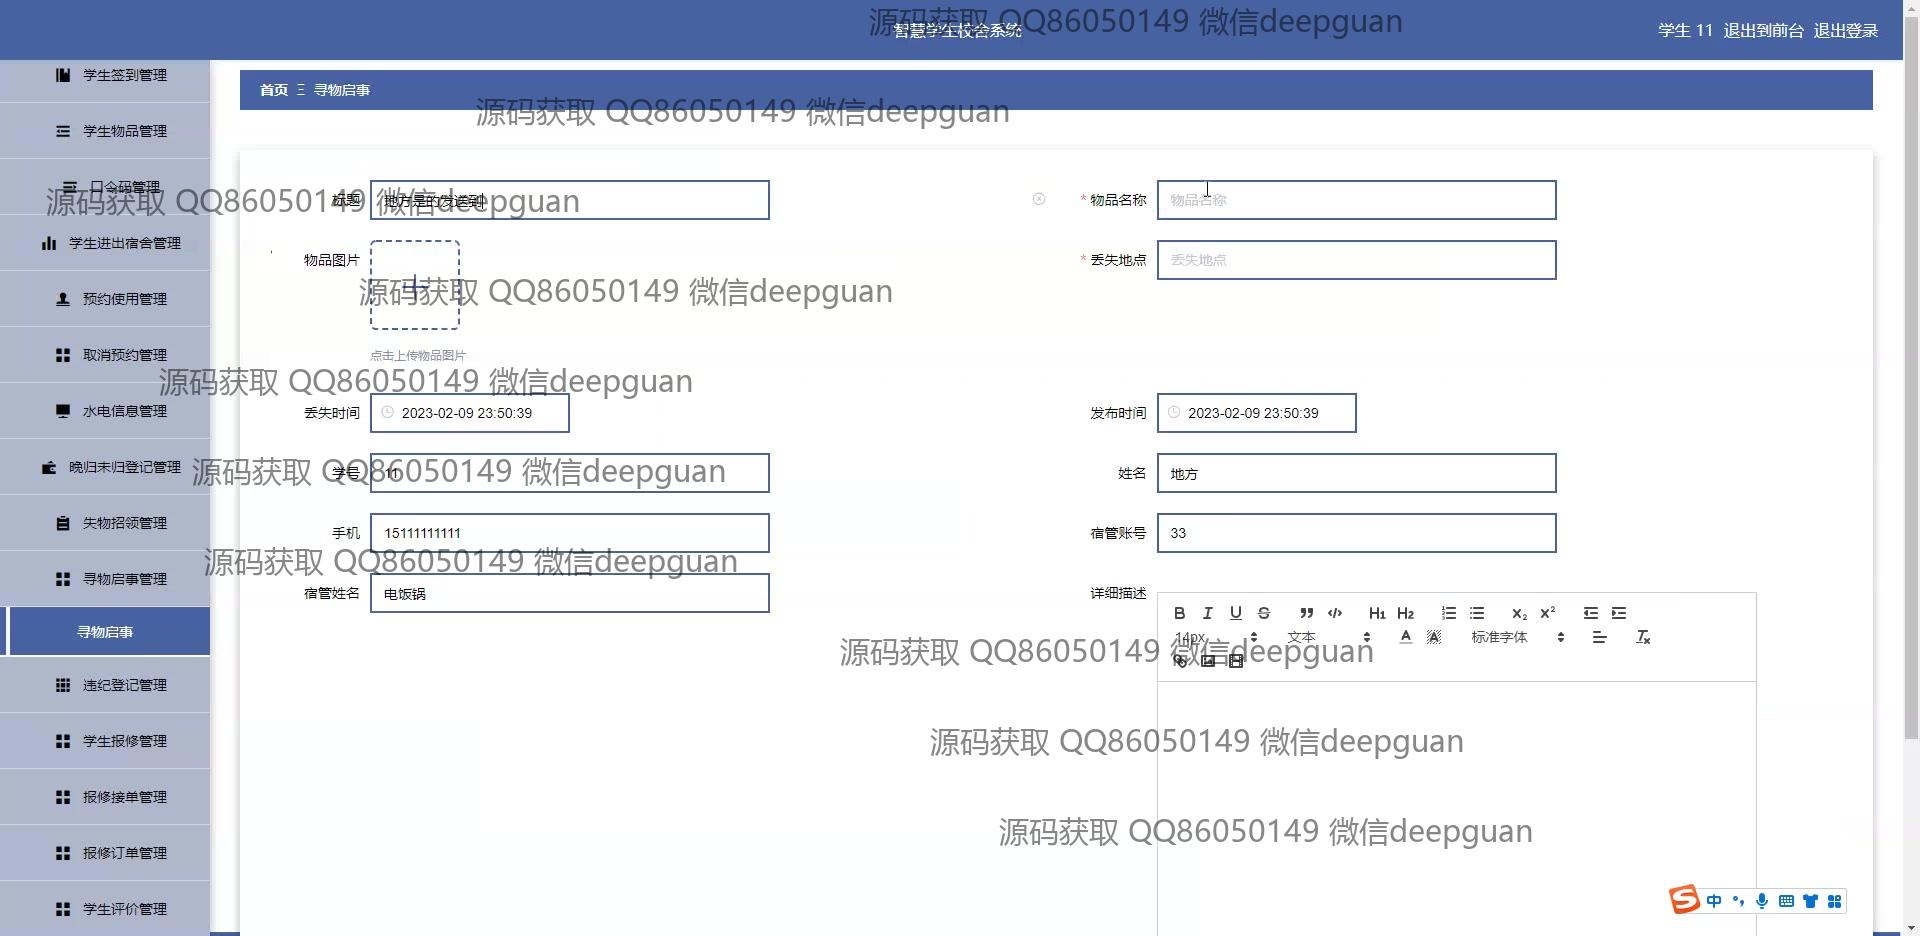 智慧学生校舍系统
学生 11 退出到前台 退出登录
源码获取 QQ86050149 微信deepguan
首页 Ξ 寻物启事
源码获取 QQ86050149 微信deepguan
学生签到管理
学生物品管理
口令码管理
学生进出宿舍管理
预约使用管理
取消预约管理
水电信息管理
晚归未归登记管理
失物招领管理
寻物启事管理
寻物启事
违纪登记管理
学生报修管理
报修接单管理
报修订单管理
学生评价管理
源码获取 QQ86050149 微信deepguan
标题 地方是的发送到
* 物品名称 物品名称
物品图片
* 丢失地点 丢失地点
源码获取 QQ86050149 微信deepguan
点击上传物品图片
源码获取 QQ86050149 微信deepguan
丢失时间 2023-02-09 23:50:39
发布时间 2023-02-09 23:50:39
源码获取 QQ86050149 微信deepguan
学号 11
姓名 地方
手机 15111111111
宿管账号 33
源码获取 QQ86050149 微信deepguan
宿管姓名 电饭锅
详细描述
B I U S H1 H2 X₂ X²
14px 文本 A A 标准字体
源码获取 QQ86050149 微信deepguan
源码获取 QQ86050149 微信deepguan
源码获取 QQ86050149 微信deepguan
S 中